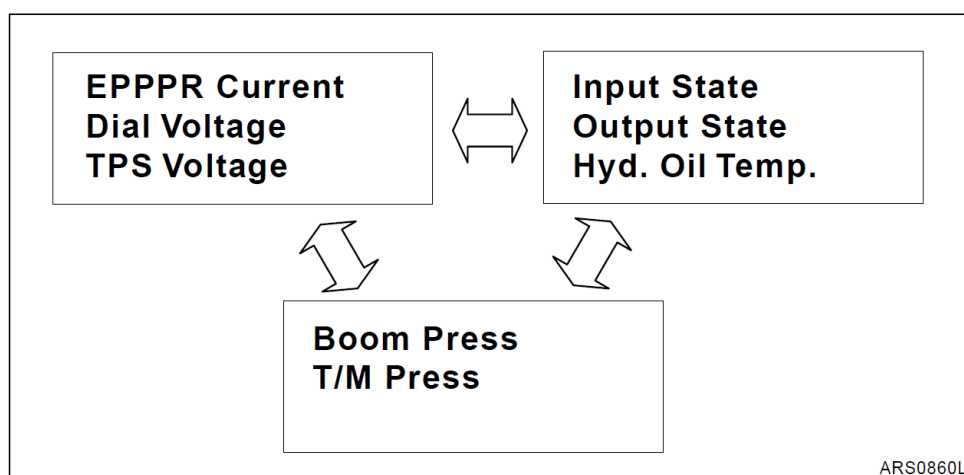 EPPPR Current
Dial Voltage
TPS Voltage
Input State
Output State
Hyd. Oil Temp.
Boom Press
T/M Press
ARS0860L